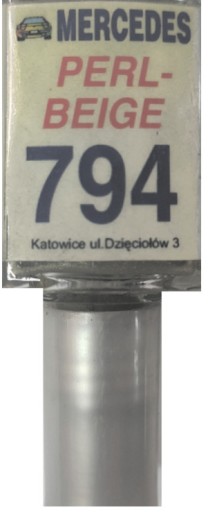 MERCEDES
PERL-
BEIGE
794
Katowice ul.Dzięciołów 3